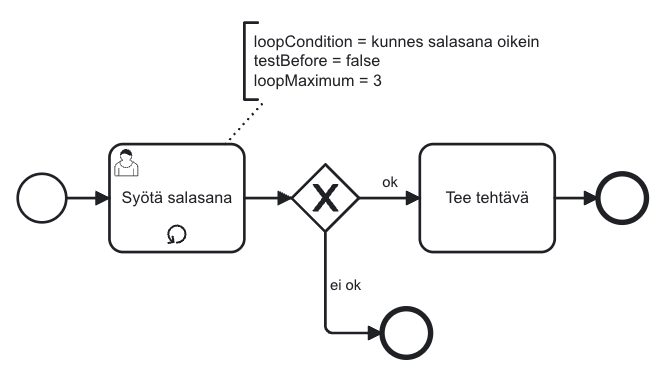 loopCondition = kunnes salasana oikein
testBefore = false
loopMaximum = 3
Syötä salasana
ok
Tee tehtävä
ei ok